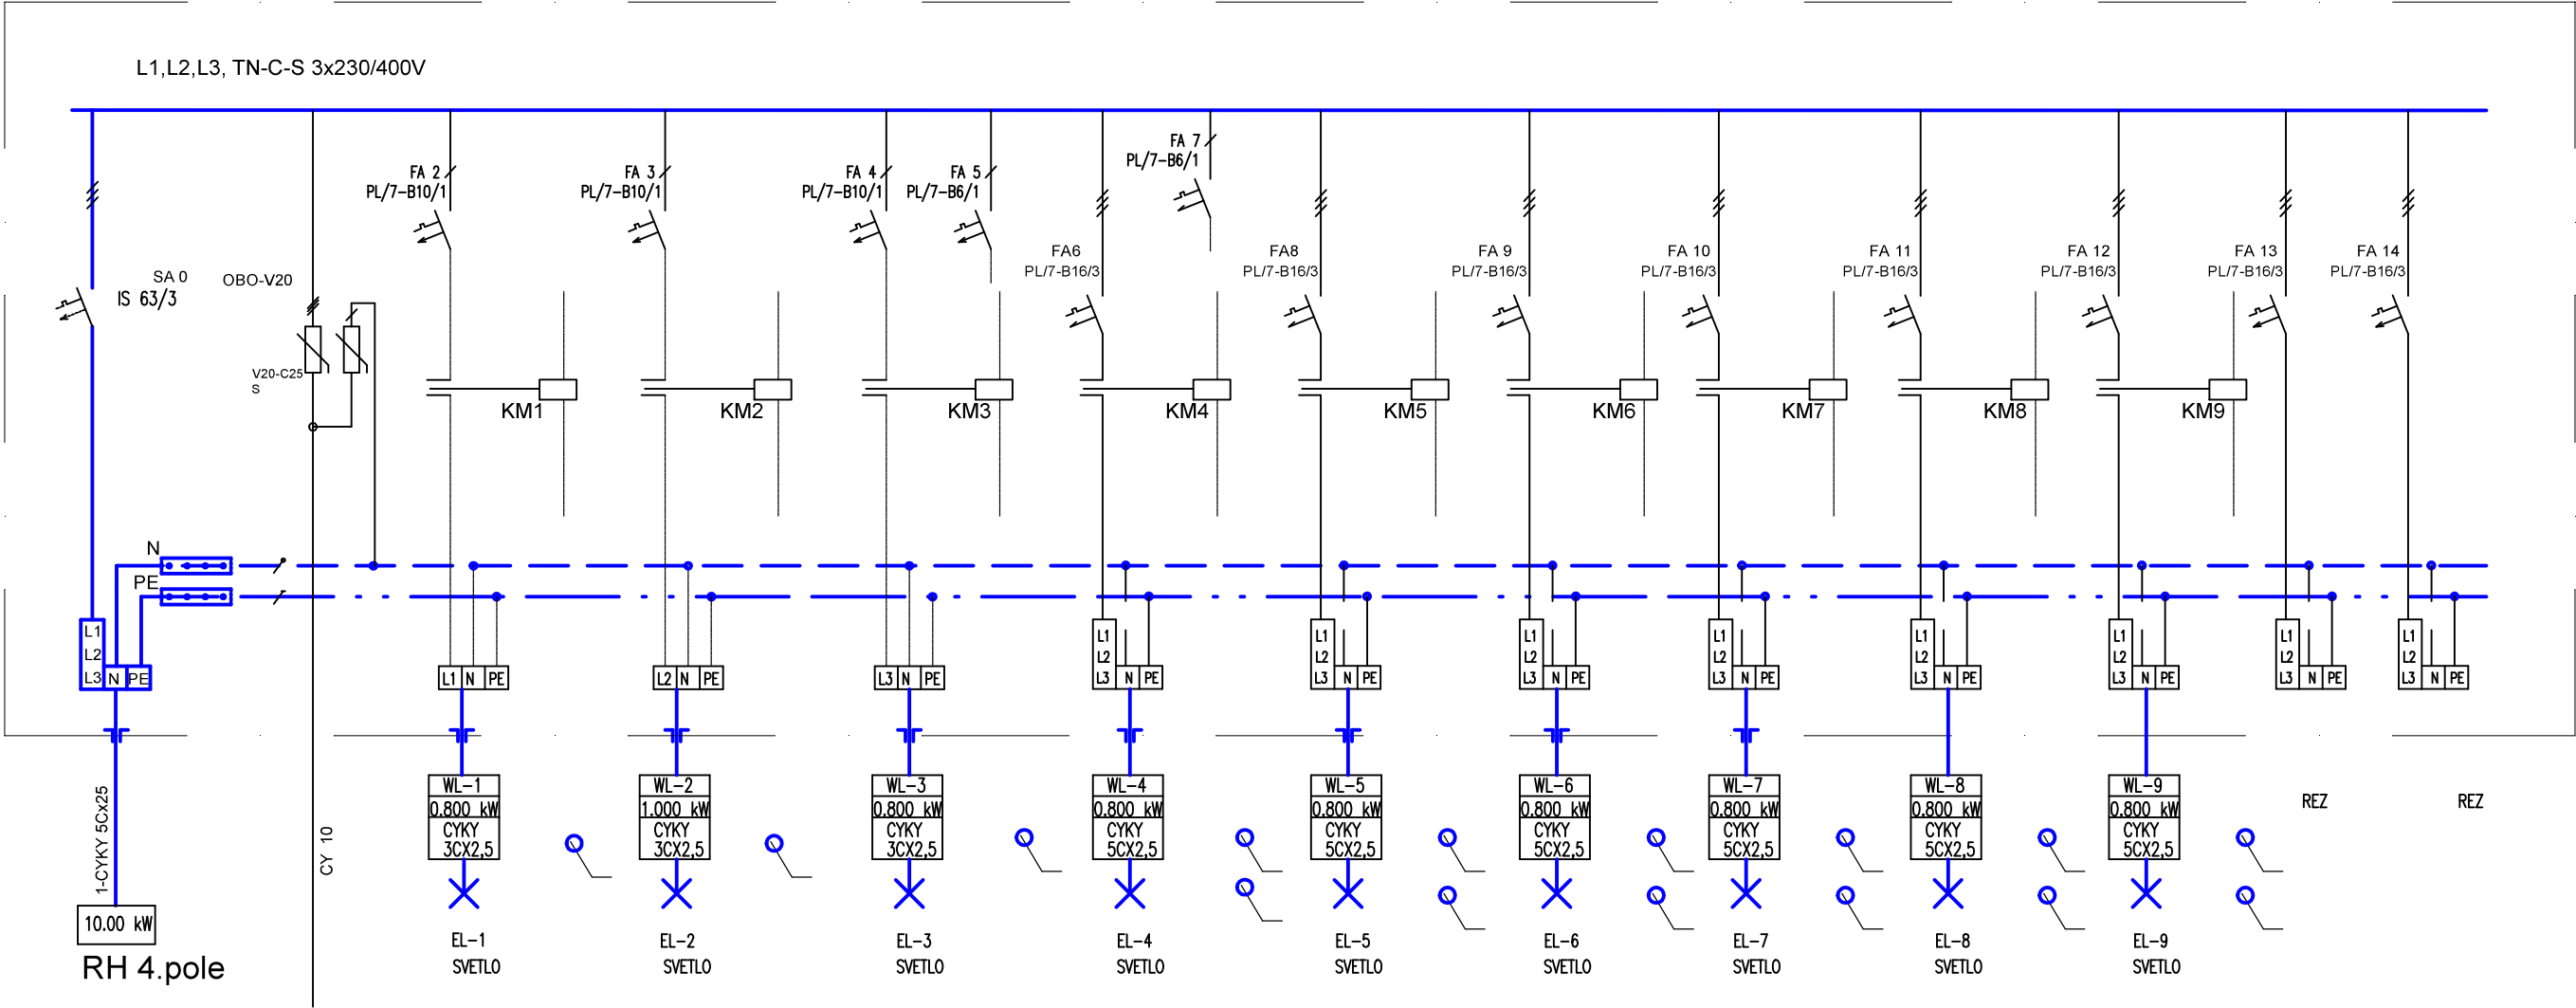 L1,L2,L3, TN-C-S 3x230/400V
FA 2
PL/7-B10/1
FA 3
PL/7-B10/1
FA 4
PL/7-B10/1
FA 5
PL/7-B6/1
FA 7
PL/7-B6/1
SA 0
IS 63/3
OBO-V20
V20-C25
S
FA6
PL/7-B16/3
FA8
PL/7-B16/3
FA 9
PL/7-B16/3
FA 10
PL/7-B16/3
FA 11
PL/7-B16/3
FA 12
PL/7-B16/3
FA 13
PL/7-B16/3
FA 14
PL/7-B16/3
KM1
KM2
KM3
KM4
KM5
KM6
KM7
KM8
KM9
N
PE
L1
L2
L3 N PE
L1 N PE
L2 N PE
L3 N PE
L1
L2
L3 N PE
L1
L2
L3 N PE
L1
L2
L3 N PE
L1
L2
L3 N PE
L1
L2
L3 N PE
L1
L2
L3 N PE
L1
L2
L3 N PE
L1
L2
L3 N PE
1-CYKY 5Cx25
10.00 kW
RH 4.pole
CY 10
WL-1
0.800 kW
CYKY
3CX2,5
EL-1
SVETLO
WL-2
1.000 kW
CYKY
3CX2,5
EL-2
SVETLO
WL-3
0.800 kW
CYKY
3CX2,5
EL-3
SVETLO
WL-4
0.800 kW
CYKY
5CX2,5
EL-4
SVETLO
WL-5
0.800 kW
CYKY
5CX2,5
EL-5
SVETLO
WL-6
0.800 kW
CYKY
5CX2,5
EL-6
SVETLO
WL-7
0.800 kW
CYKY
5CX2,5
EL-7
SVETLO
WL-8
0.800 kW
CYKY
5CX2,5
EL-8
SVETLO
WL-9
0.800 kW
CYKY
5CX2,5
EL-9
SVETLO
REZ
REZ